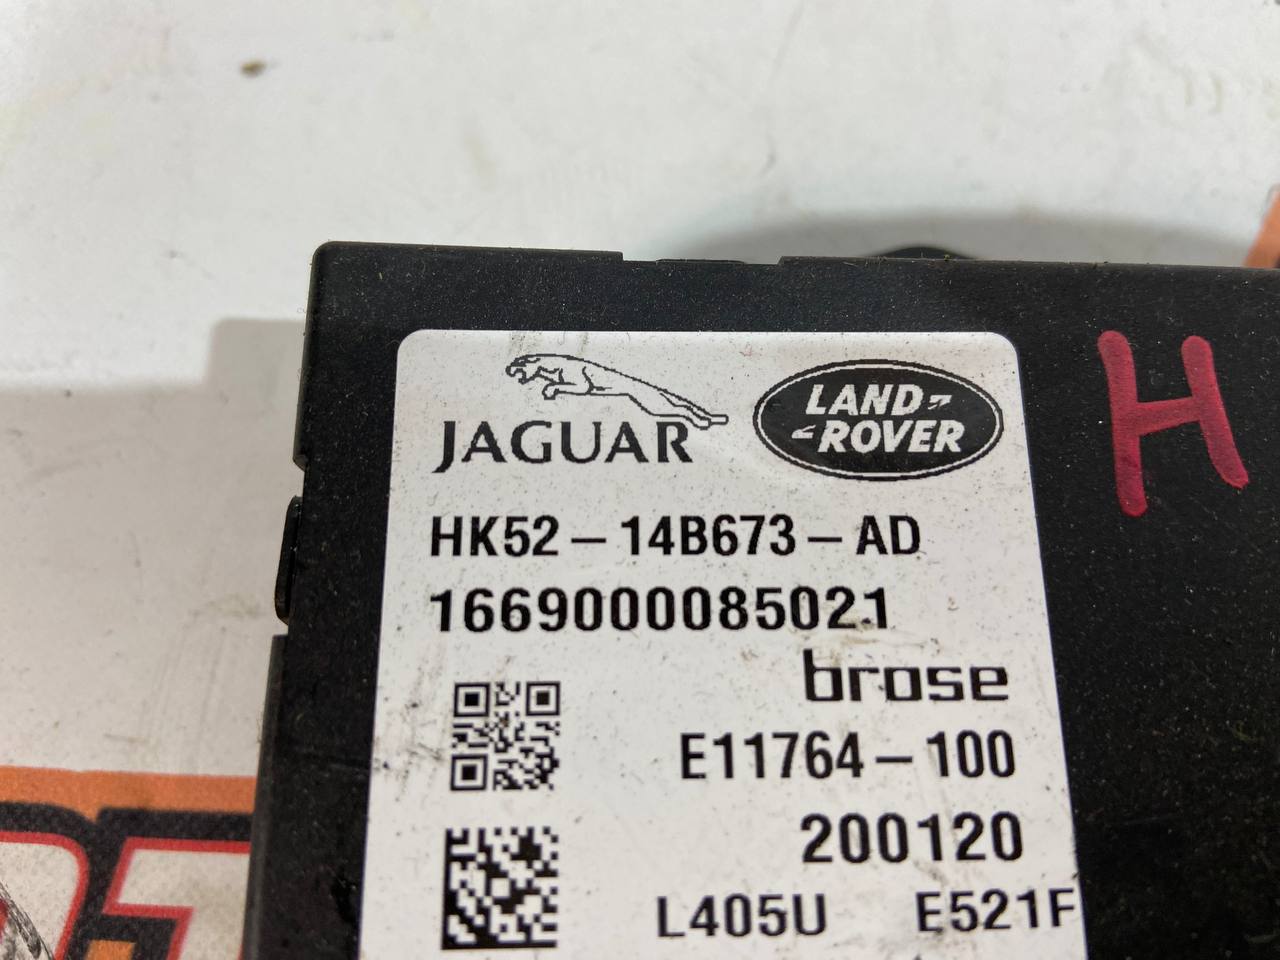 JAGUAR
LAND
ROVER
H
HK52-14B673-AD
1669000085021
brose
E11764-100
200120
L405U E521F